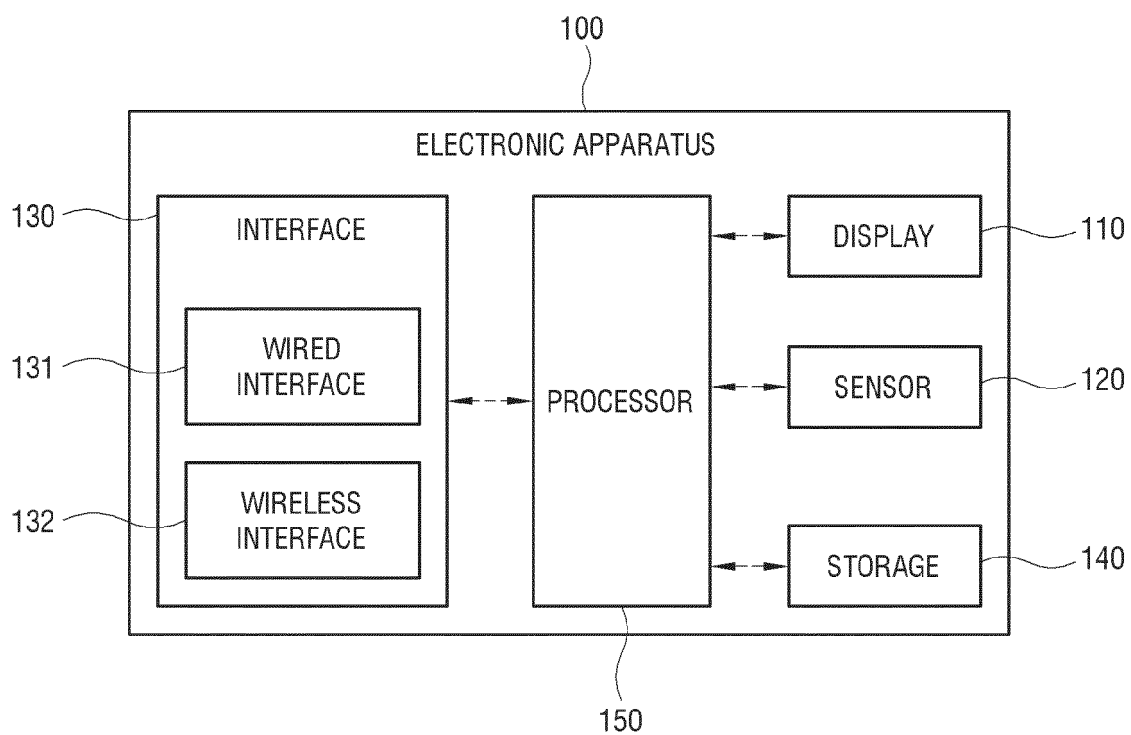 100
ELECTRONIC APPARATUS
130
INTERFACE
131
WIRED
INTERFACE
132
WIRELESS
INTERFACE
PROCESSOR
150
DISPLAY
110
SENSOR
120
STORAGE
140